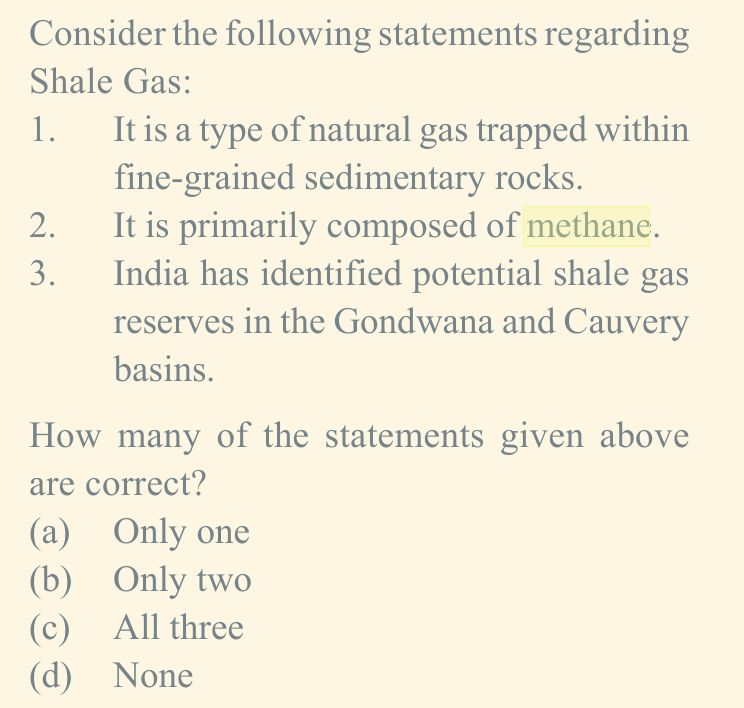 Consider the following statements regarding
Shale Gas:
1. It is a type of natural gas trapped within
fine-grained sedimentary rocks.
2. It is primarily composed of methane.
3. India has identified potential shale gas
reserves in the Gondwana and Cauvery
basins.
How many of the statements given above
are correct?
(a) Only one
(b) Only two
(c) All three
(d) None